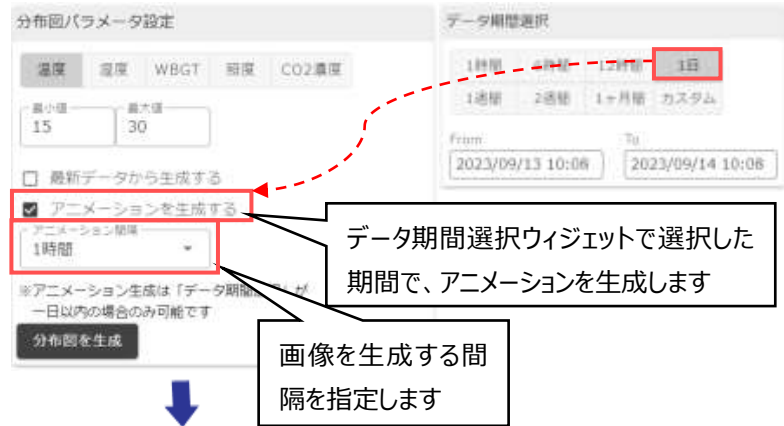 分布図パラメータ設定
温度 湿度 WBGT 照度 CO2濃度
最小値 最大値
15 30
最新データから生成する
アニメーションを生成する
アニメーション間隔
1時間
※アニメーション生成は「データ期間 」が
一日以内の場合のみ可能です
分布図を生成
データ期間選択
1時間 12時間 1日
1週間 2週間 1ヶ月間 カスタム
From To
2023/09/13 10:06 2023/09/14 10:06
データ期間選択ウィジェットで選択した
期間で、アニメーションを生成します
画像を生成する間
隔を指定します